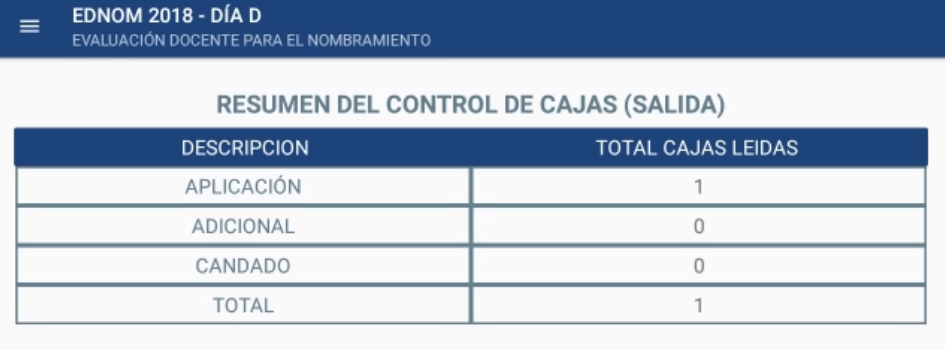 EDNOM 2018 - DÍA D
EVALUACIÓN DOCENTE PARA EL NOMBRAMIENTO
RESUMEN DEL CONTROL DE CAJAS (SALIDA)
DESCRIPCION TOTAL CAJAS LEIDAS
APLICACIÓN 1
ADICIONAL 0
CANDADO 0
TOTAL 1